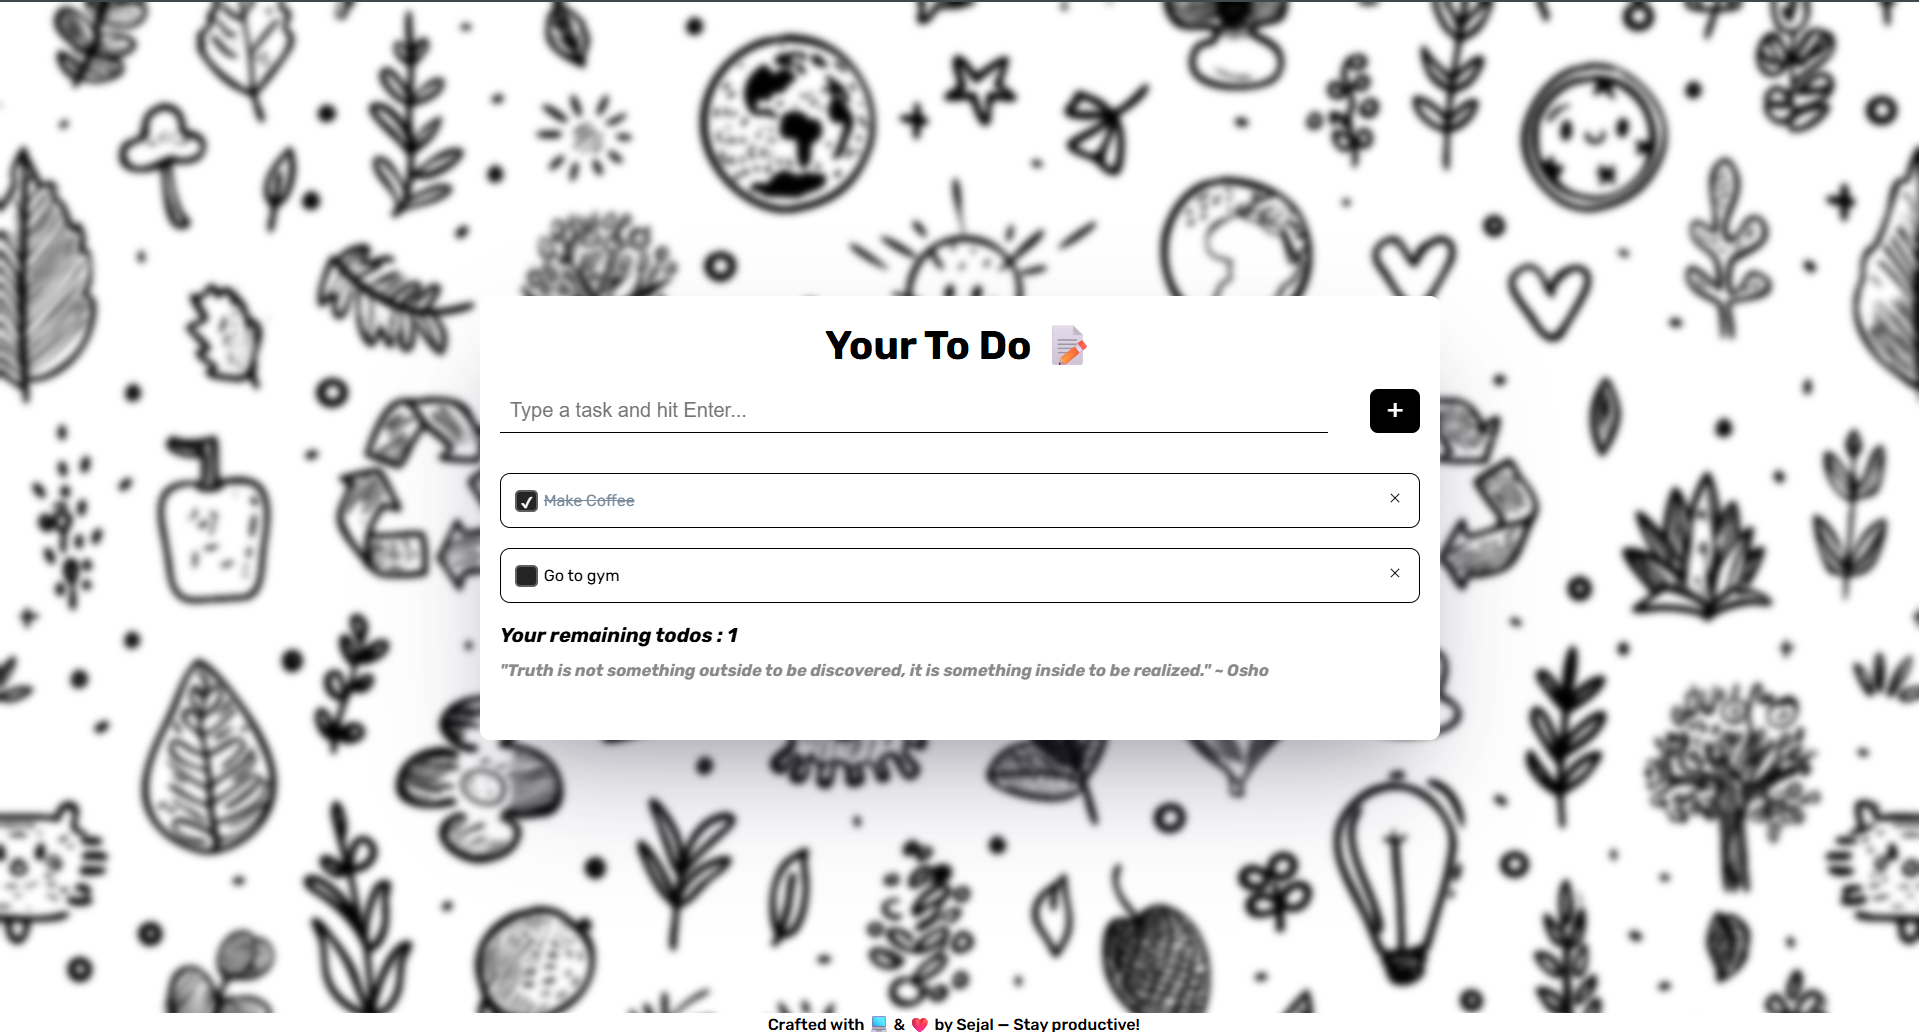 Your To Do 📝
Type a task and hit Enter...
+
Make Coffee
×
Go to gym
×
Your remaining todos : 1
"Truth is not something outside to be discovered, it is something inside to be realized." ~ Osho
Crafted with 💻 & ❤️ by Sejal — Stay productive!